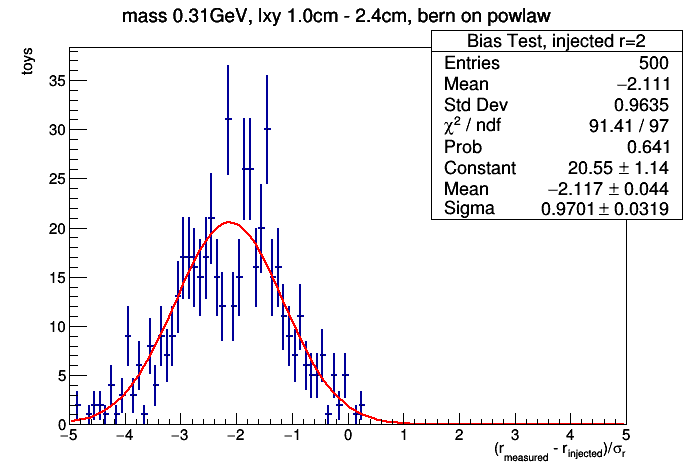 mass 0.31GeV, lxy 1.0cm - 2.4cm, bern on powlaw
toys
Bias Test, injected r=2
Entries 500
Mean −2.111
Std Dev 0.9635
χ² / ndf 91.41 / 97
Prob 0.641
Constant 20.55 ± 1.14
Mean −2.117 ± 0.044
Sigma 0.9701 ± 0.0319
35
30
25
20
15
10
5
0
−5 −4 −3 −2 −1 0 1 2 3 4 5
(r_measured - r_injected)/σ_r